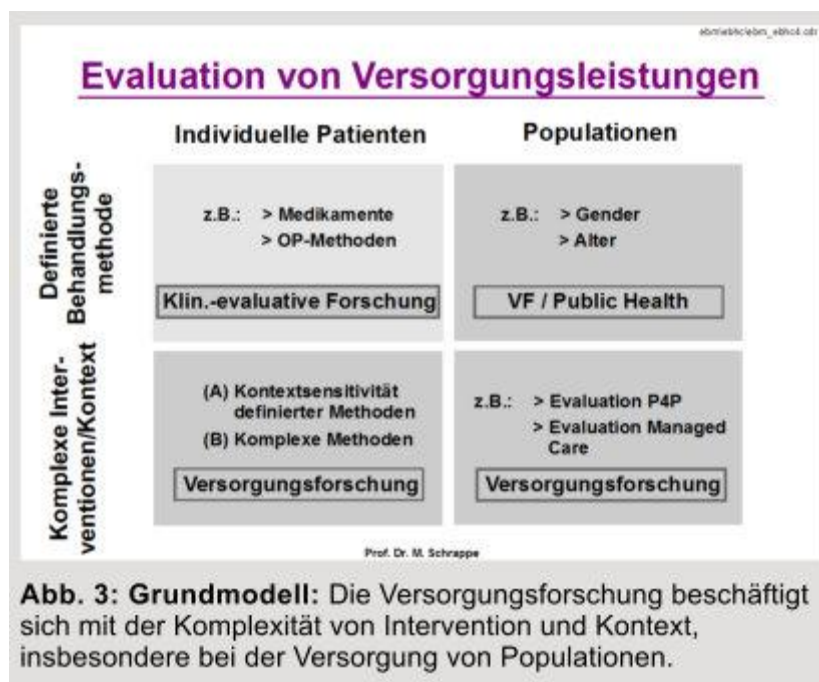 Evaluation von Versorgungsleistungen
Individuelle Patienten
Populationen
Definierte
Behandlungs-
methode
z.B.: > Medikamente
> OP-Methoden
Klin.-evaluative Forschung
z.B.: > Gender
> Alter
VF / Public Health
Komplexe Inter-
ventionen/Kontext
(A) Kontextsensitivität
definierter Methoden
(B) Komplexe Methoden
Versorgungsforschung
z.B.: > Evaluation P4P
> Evaluation Managed
Care
Versorgungsforschung
Prof. Dr. M. Schrappe
Abb. 3: Grundmodell: Die Versorgungsforschung beschäftigt
sich mit der Komplexität von Intervention und Kontext,
insbesondere bei der Versorgung von Populationen.